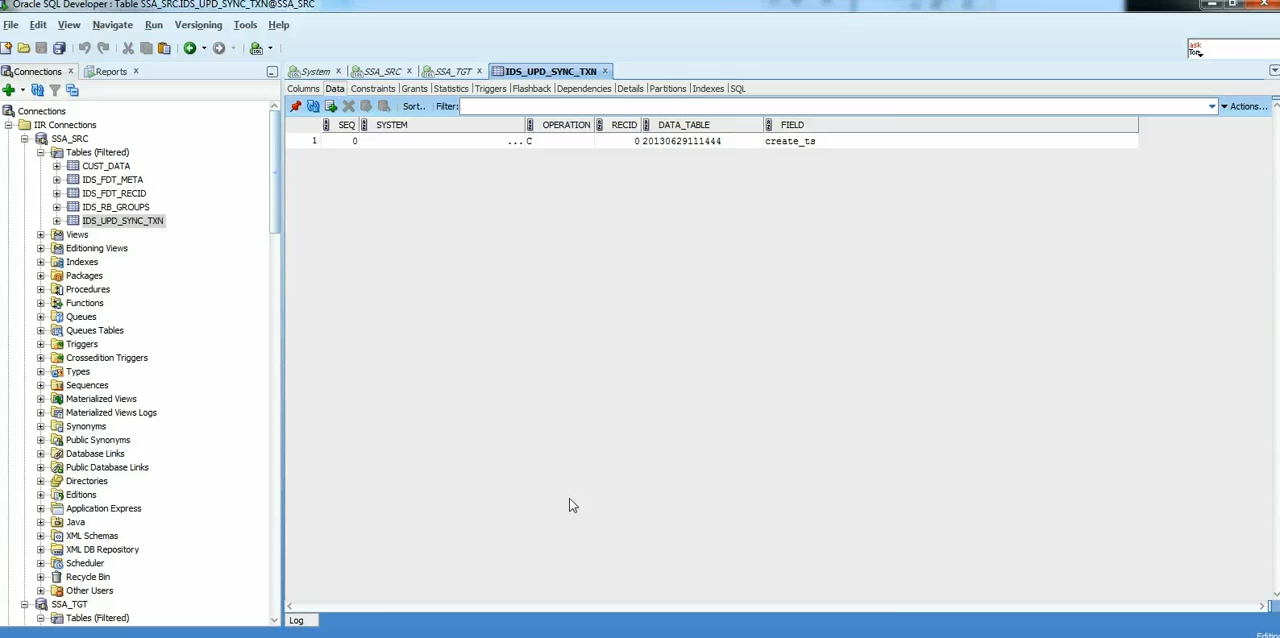 Oracle SQL Developer : Table SSA_SRC.IDS_UPD_SYNC_TXN@SSA_SRC
File Edit View Navigate Run Versioning Tools Help
ask
Tom
Connections Reports
System SSA_SRC SSA_TGT IDS_UPD_SYNC_TXN
Columns Data Constraints Grants Statistics Triggers Flashback Dependencies Details Partitions Indexes SQL
Sort.. Filter: Actions...
SEQ SYSTEM OPERATION RECID DATA_TABLE FIELD
1 0 ... C 0 20130629111444 create_ts
Connections
IIR Connections
SSA_SRC
Tables (Filtered)
CUST_DATA
IDS_FDT_META
IDS_FDT_RECID
IDS_RB_GROUPS
IDS_UPD_SYNC_TXN
Views
Editioning Views
Indexes
Packages
Procedures
Functions
Queues
Queues Tables
Triggers
Crossedition Triggers
Types
Sequences
Materialized Views
Materialized Views Logs
Synonyms
Public Synonyms
Database Links
Public Database Links
Directories
Editions
Application Express
Java
XML Schemas
XML DB Repository
Scheduler
Recycle Bin
Other Users
SSA_TGT
Tables (Filtered)
Log